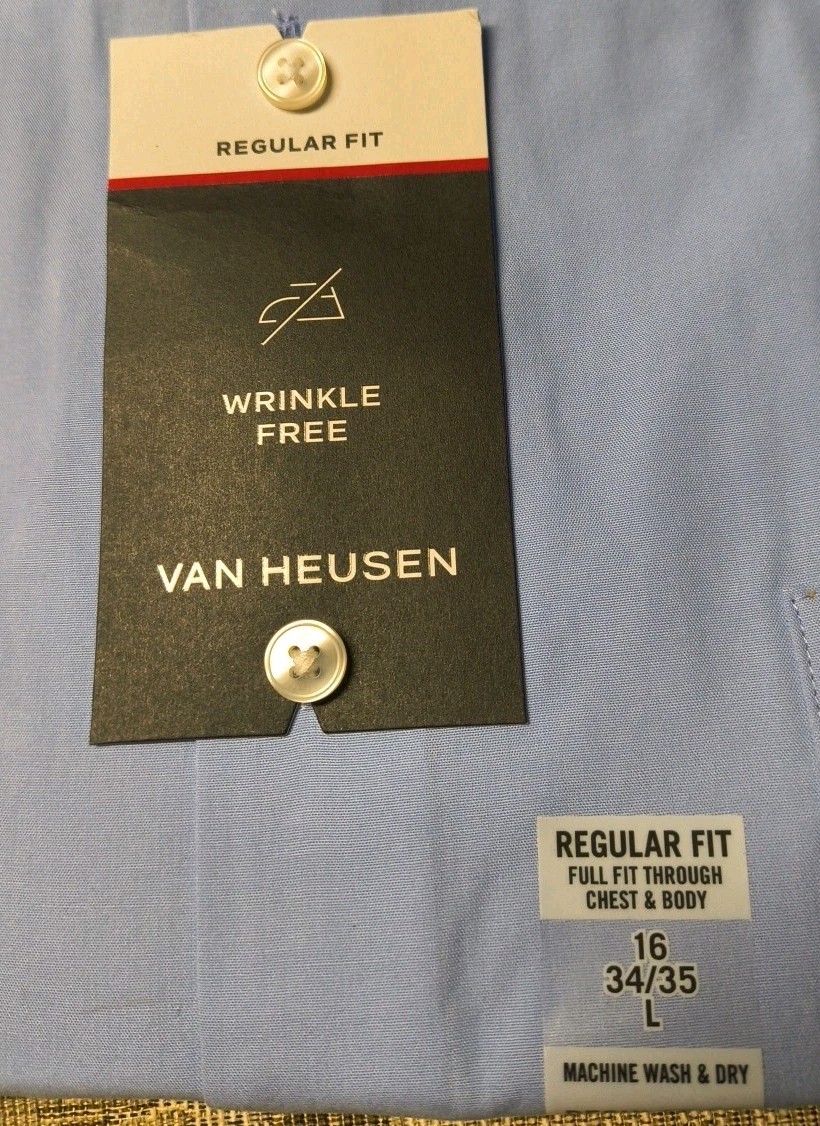 REGULAR FIT
WRINKLE
FREE
VAN HEUSEN
REGULAR FIT
FULL FIT THROUGH
CHEST & BODY
16
34/35
L
MACHINE WASH & DRY